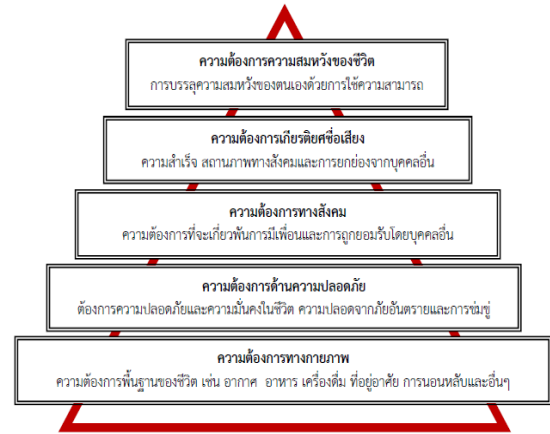 ความต้องการความสมหวังของชีวิต
การบรรลุความสมหวังของตนเองด้วยการใช้ความสามารถ
ความต้องการเกียรติยศชื่อเสียง
ความสำเร็จ สถานภาพทางสังคมและการยกย่องจากบุคคลอื่น
ความต้องการทางสังคม
ความต้องการที่จะเกี่ยวพันการมีเพื่อนและการถูกยอมรับโดยบุคคลอื่น
ความต้องการด้านความปลอดภัย
ต้องการความปลอดภัยและความมั่นคงในชีวิต ความปลอดจากภัยอันตรายและการข่มขู่
ความต้องการทางกายภาพ
ความต้องการพื้นฐานของชีวิต เช่น อากาศ อาหาร เครื่องดื่ม ที่อยู่อาศัย การนอนหลับและอื่นๆ